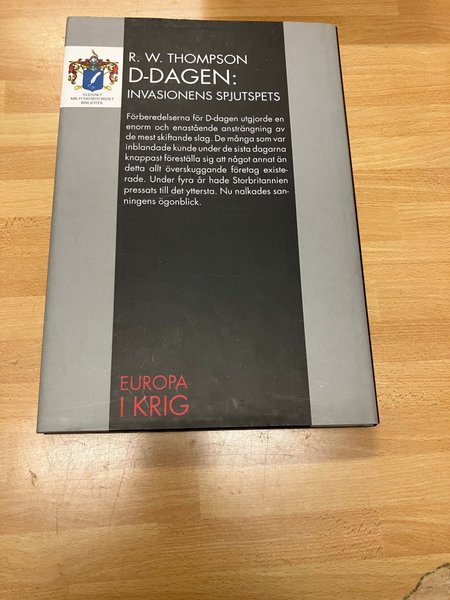 SVENSKT
MILITÄRHISTORISKT
BIBLIOTEK
R. W. THOMPSON
D-DAGEN:
INVASIONENS SPJUTSPETS
Förberedelserna för D-dagen utgjorde en
enorm och enastående ansträngning av
de mest skiftande slag. De många som var
inblandade kunde under de sista dagarna
knappast föreställa sig att något annat än
detta allt överskuggande företag existe-
rade. Under fyra år hade Storbritannien
pressats till det yttersta. Nu nalkades san-
ningens ögonblick.
EUROPA
I KRIG